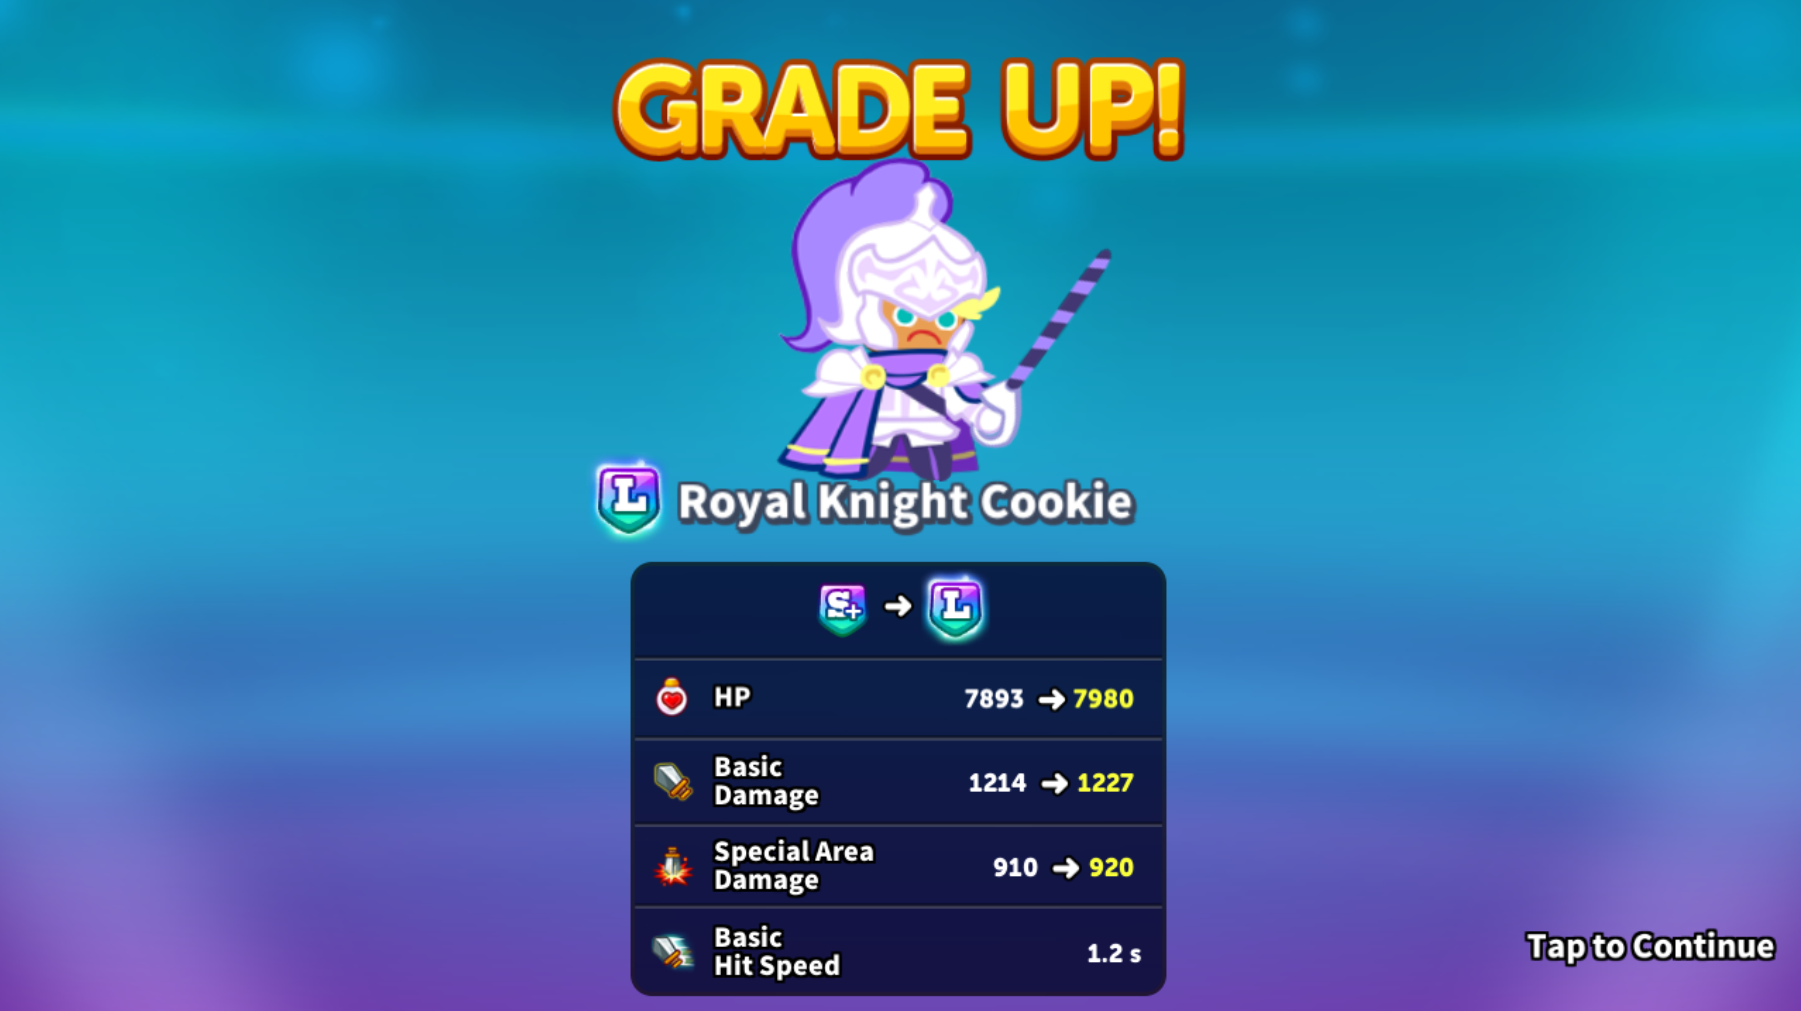 GRADE UP!
L Royal Knight Cookie
S+ → L
HP 7893 → 7980
Basic
Damage 1214 → 1227
Special Area
Damage 910 → 920
Basic
Hit Speed 1.2 s
Tap to Continue